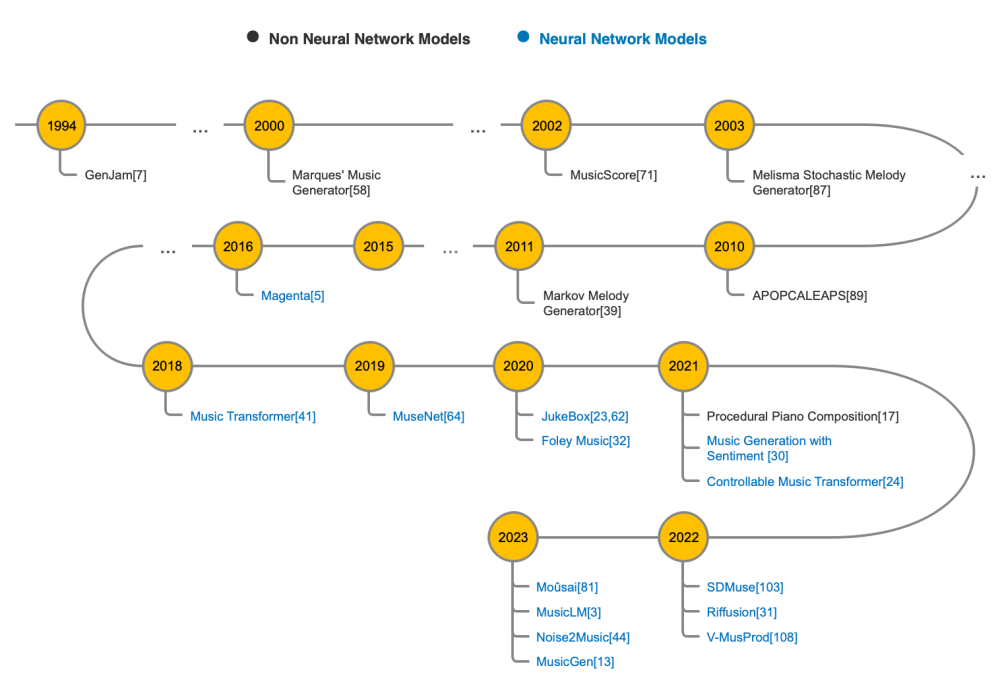 Non Neural Network Models
Neural Network Models
1994
...
2000
...
2002
2003
GenJam[7]
Marques' Music
Generator[58]
MusicScore[71]
Melisma Stochastic Melody
Generator[87]
...
...
2016
2015
...
2011
2010
Magenta[5]
Markov Melody
Generator[39]
APOPCALEAPS[89]
2018
2019
2020
2021
Music Transformer[41]
MuseNet[64]
JukeBox[23,62]
Foley Music[32]
Procedural Piano Composition[17]
Music Generation with
Sentiment [30]
Controllable Music Transformer[24]
2023
2022
Moûsai[81]
MusicLM[3]
Noise2Music[44]
MusicGen[13]
SDMuse[103]
Riffusion[31]
V-MusProd[108]